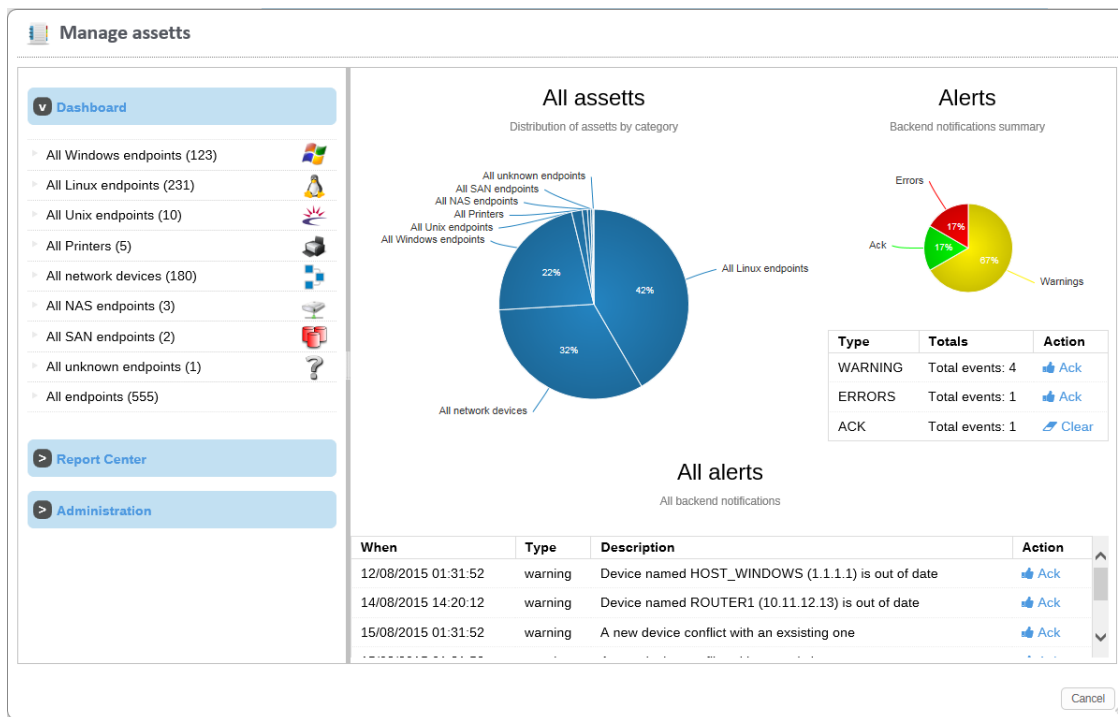 Manage assetts
v Dashboard
All Windows endpoints (123)
All Linux endpoints (231)
All Unix endpoints (10)
All Printers (5)
All network devices (180)
All NAS endpoints (3)
All SAN endpoints (2)
All unknown endpoints (1)
All endpoints (555)
> Report Center
> Administration
All assetts
Distribution of assets by category
All unknown endpoints
All SAN endpoints
All NAS endpoints
All Printers
All Unix endpoints
All Windows endpoints
All Linux endpoints
22%
42%
32%
All network devices
Alerts
Backend notifications summary
Errors
17%
Ack
17%
67%
Warnings
Type Totals Action
WARNING Total events: 4 Ack
ERRORS Total events: 1 Ack
ACK Total events: 1 Clear
All alerts
All backend notifications
When Type Description Action
12/08/2015 01:31:52 warning Device named HOST_WINDOWS (1.1.1.1) is out of date Ack
14/08/2015 14:20:12 warning Device named ROUTER1 (10.11.12.13) is out of date Ack
15/08/2015 01:31:52 warning A new device conflict with an exsisting one Ack
Cancel